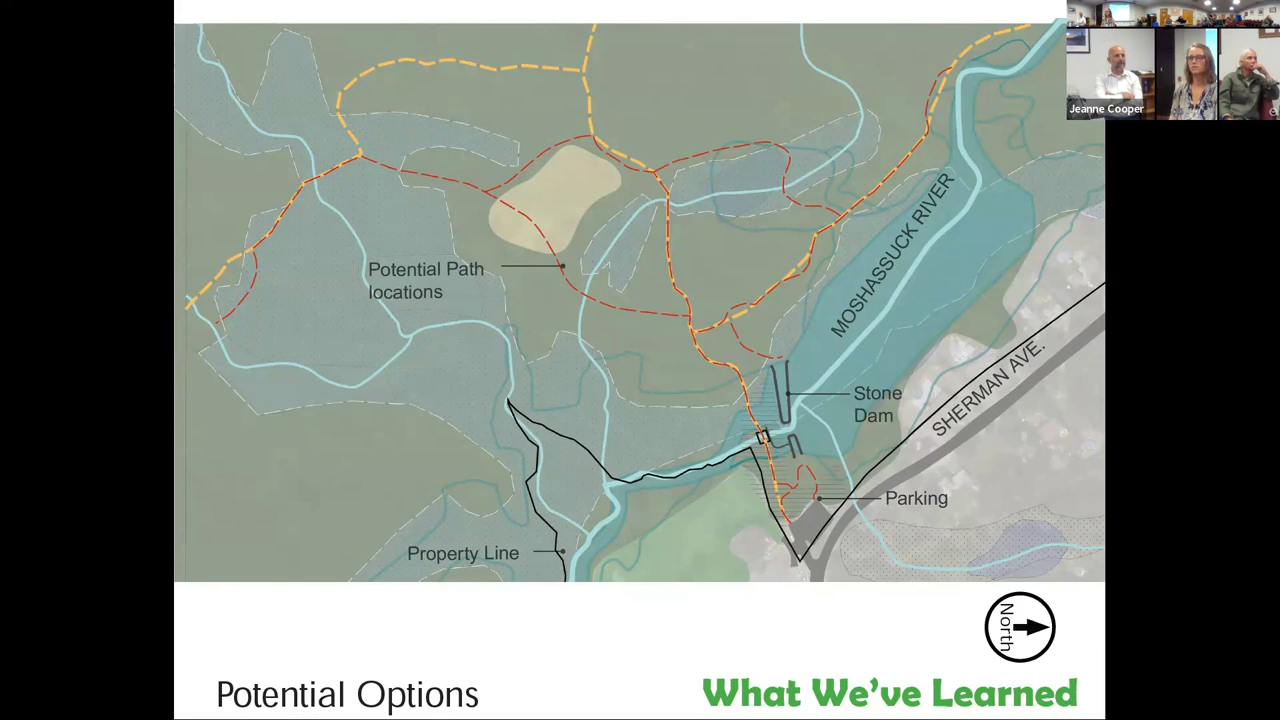 Jeanne Cooper
Potential Path
locations
MOSHASSUCK RIVER
SHERMAN AVE.
Stone
Dam
Parking
Property Line
North
Potential Options
What We've Learned